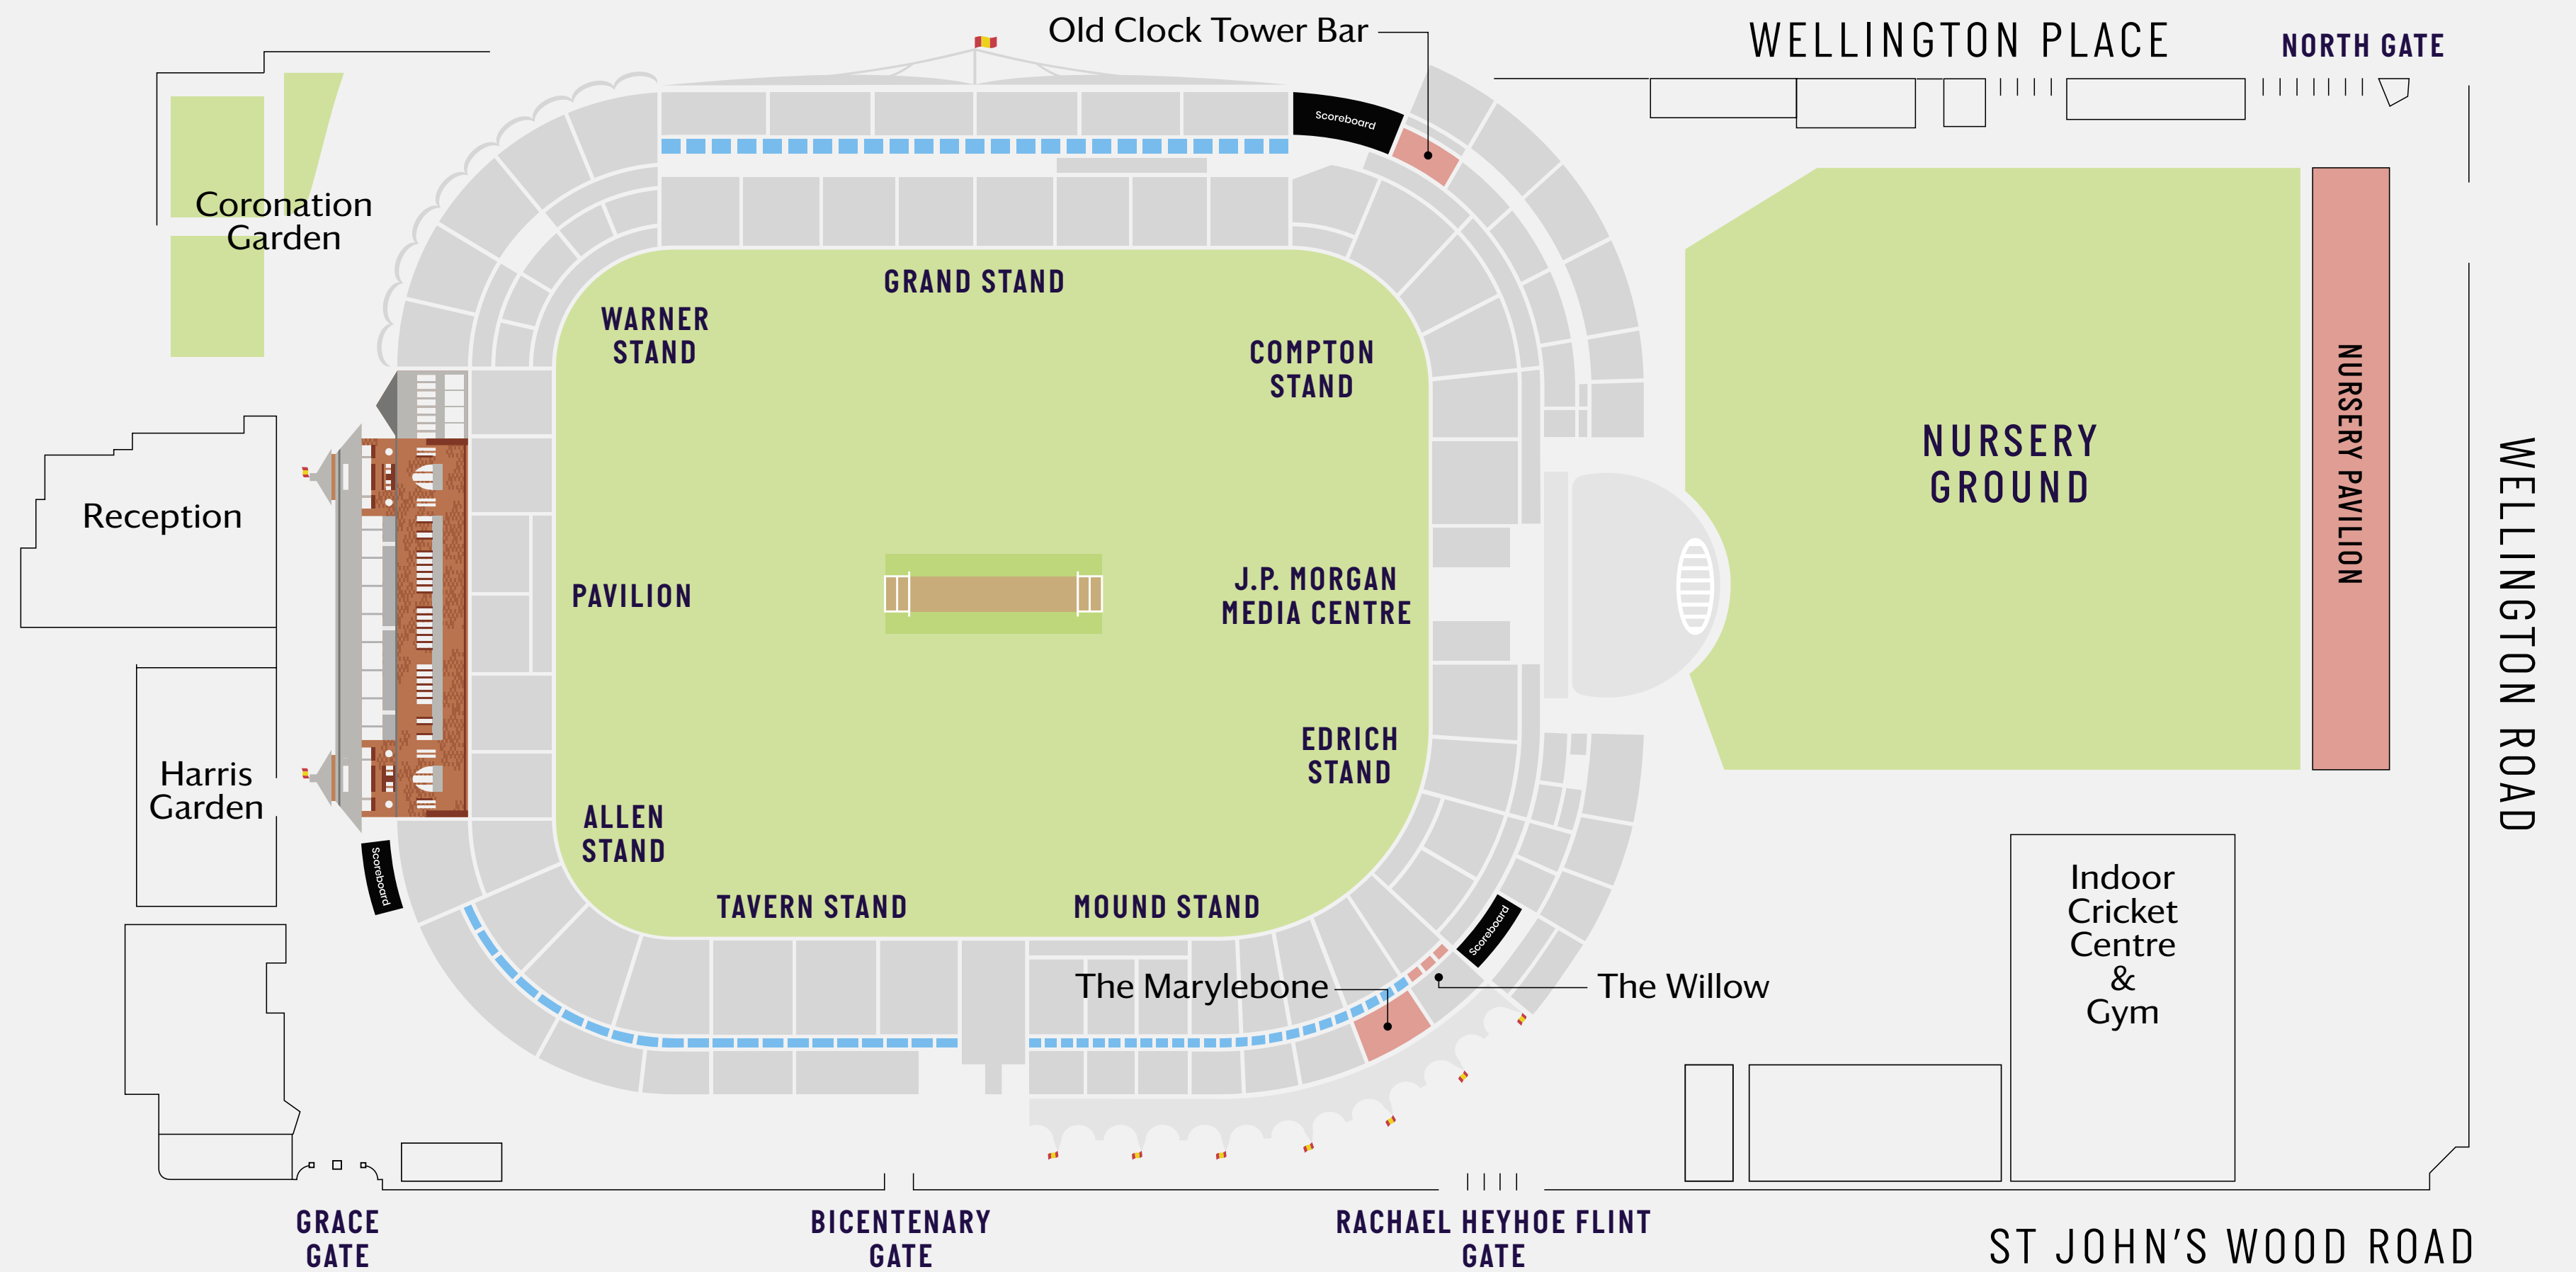 Old Clock Tower Bar
WELLINGTON PLACE
NORTH GATE
Scoreboard
Coronation
Garden
GRAND STAND
WARNER
STAND
COMPTON
STAND
NURSERY
GROUND
NURSERY PAVILION
WELLINGTON ROAD
Reception
PAVILION
J.P. MORGAN
MEDIA CENTRE
EDRICH
STAND
Harris
Garden
ALLEN
STAND
Scoreboard
TAVERN STAND
MOUND STAND
Scoreboard
Indoor
Cricket
Centre
&
Gym
The Marylebone
The Willow
GRACE
GATE
BICENTENARY
GATE
RACHAEL HEYHOE FLINT
GATE
ST JOHN’S WOOD ROAD